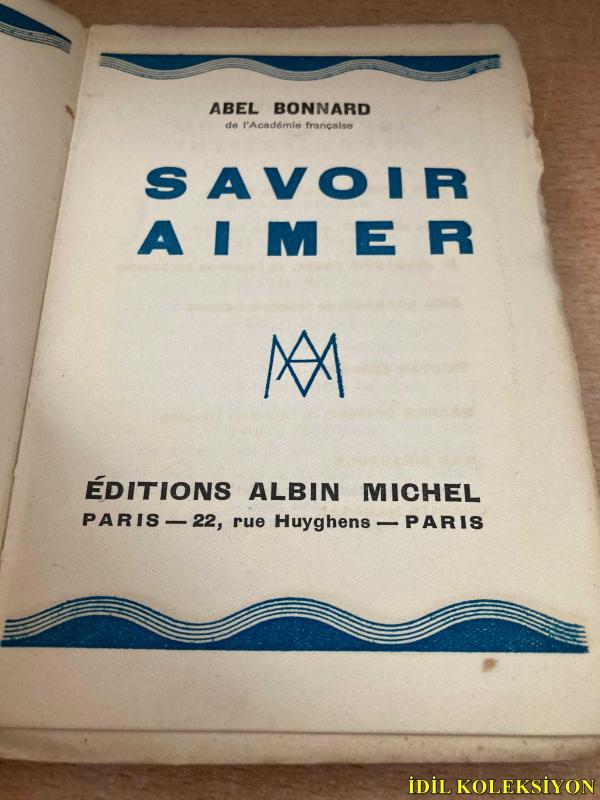 ABEL BONNARD
de l'Académie française
SAVOIR
AIMER
ÉDITIONS ALBIN MICHEL
PARIS — 22, rue Huyghens — PARIS
İDİL KOLEKSİYON